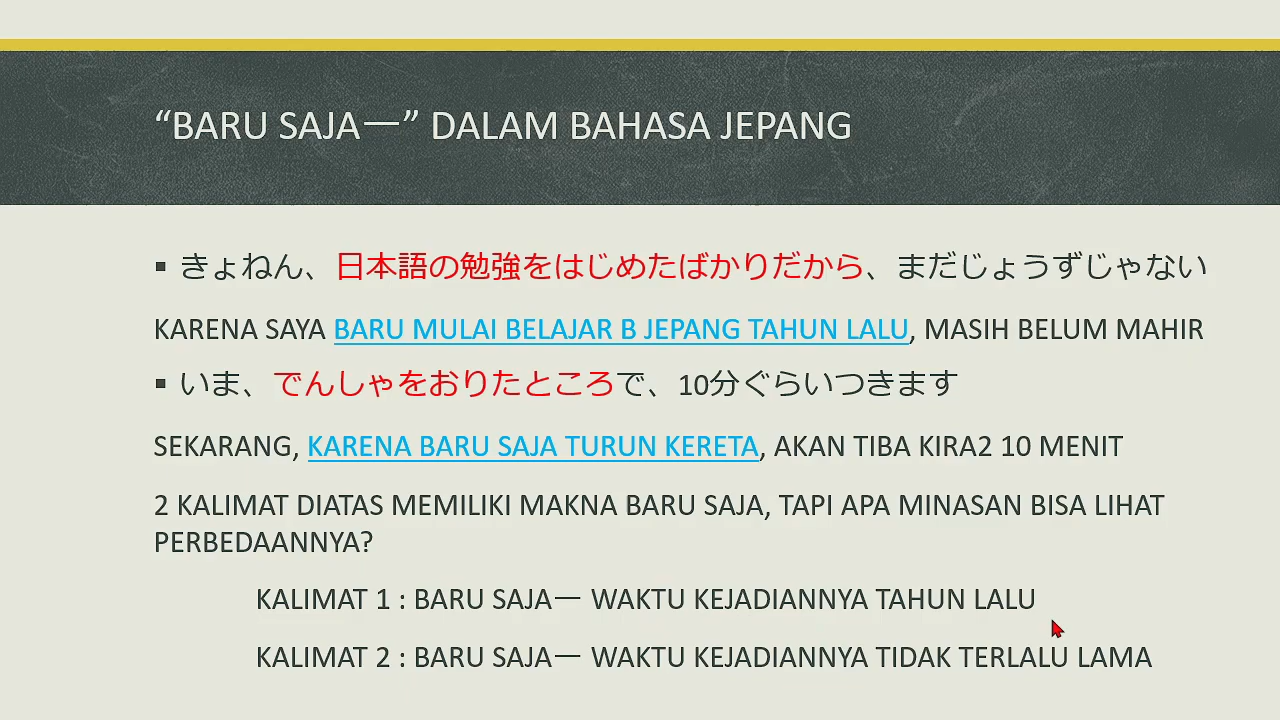 “BARU SAJA一” DALAM BAHASA JEPANG
▪ きょねん、日本語の勉強をはじめたばかりだから、まだじょうずじゃない
KARENA SAYA BARU MULAI BELAJAR B JEPANG TAHUN LALU, MASIH BELUM MAHIR
▪ いま、でんしゃをおりたところで、10分ぐらいつきます
SEKARANG, KARENA BARU SAJA TURUN KERETA, AKAN TIBA KIRA2 10 MENIT
2 KALIMAT DIATAS MEMILIKI MAKNA BARU SAJA, TAPI APA MINASAN BISA LIHAT
PERBEDAANNYA?
KALIMAT 1 : BARU SAJA一 WAKTU KEJADIANNYA TAHUN LALU
KALIMAT 2 : BARU SAJA一 WAKTU KEJADIANNYA TIDAK TERLALU LAMA